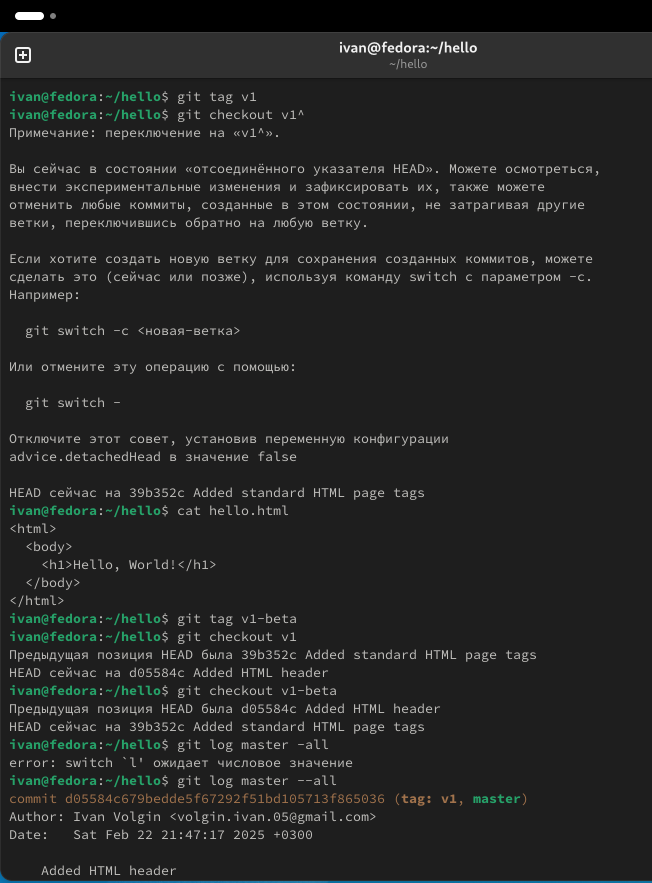 ivan@fedora:~/hello
~/hello
ivan@fedora:~/hello$ git tag v1
ivan@fedora:~/hello$ git checkout v1^
Примечание: переключение на «v1^».

Вы сейчас в состоянии «отсоединённого указателя HEAD». Можете осмотреться,
внести экспериментальные изменения и зафиксировать их, также можете
отменить любые коммиты, созданные в этом состоянии, не затрагивая другие
ветки, переключившись обратно на любую ветку.

Если хотите создать новую ветку для сохранения созданных коммитов, можете
сделать это (сейчас или позже), используя команду switch с параметром -c.
Например:

  git switch -c <новая-ветка>

Или отмените эту операцию с помощью:

  git switch -

Отключите этот совет, установив переменную конфигурации
advice.detachedHead в значение false

HEAD сейчас на 39b352c Added standard HTML page tags
ivan@fedora:~/hello$ cat hello.html
<html>
  <body>
    <h1>Hello, World!</h1>
  </body>
</html>
ivan@fedora:~/hello$ git tag v1-beta
ivan@fedora:~/hello$ git checkout v1
Предыдущая позиция HEAD была 39b352c Added standard HTML page tags
HEAD сейчас на d05584c Added HTML header
ivan@fedora:~/hello$ git checkout v1-beta
Предыдущая позиция HEAD была d05584c Added HTML header
HEAD сейчас на 39b352c Added standard HTML page tags
ivan@fedora:~/hello$ git log master -all
error: switch `l' ожидает числовое значение
ivan@fedora:~/hello$ git log master --all
commit d05584c679bedde5f67292f51bd105713f865036 (tag: v1, master)
Author: Ivan Volgin <volgin.ivan.05@gmail.com>
Date:   Sat Feb 22 21:47:17 2025 +0300

    Added HTML header